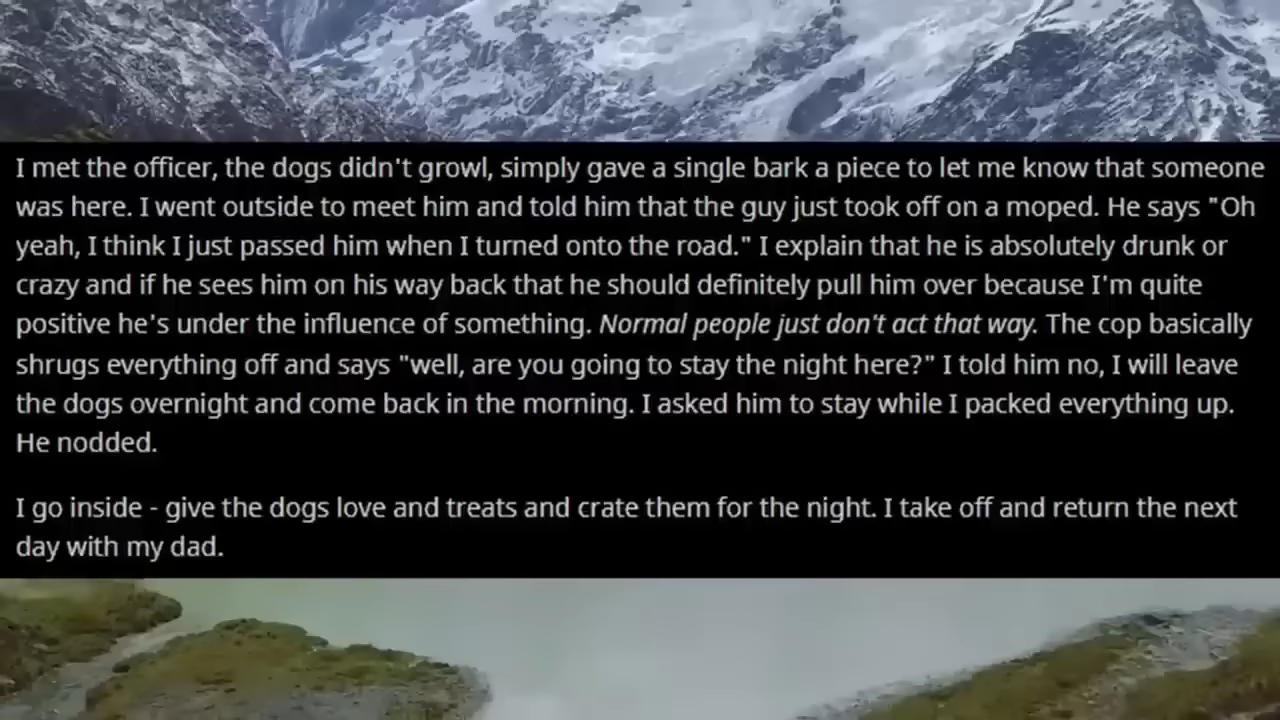 I met the officer, the dogs didn't growl, simply gave a single bark a piece to let me know that someone
was here. I went outside to meet him and told him that the guy just took off on a moped. He says "Oh
yeah, I think I just passed him when I turned onto the road." I explain that he is absolutely drunk or
crazy and if he sees him on his way back that he should definitely pull him over because I'm quite
positive he's under the influence of something. Normal people just don't act that way. The cop basically
shrugs everything off and says "well, are you going to stay the night here?" I told him no, I will leave
the dogs overnight and come back in the morning. I asked him to stay while I packed everything up.
He nodded.
I go inside - give the dogs love and treats and crate them for the night. I take off and return the next
day with my dad.